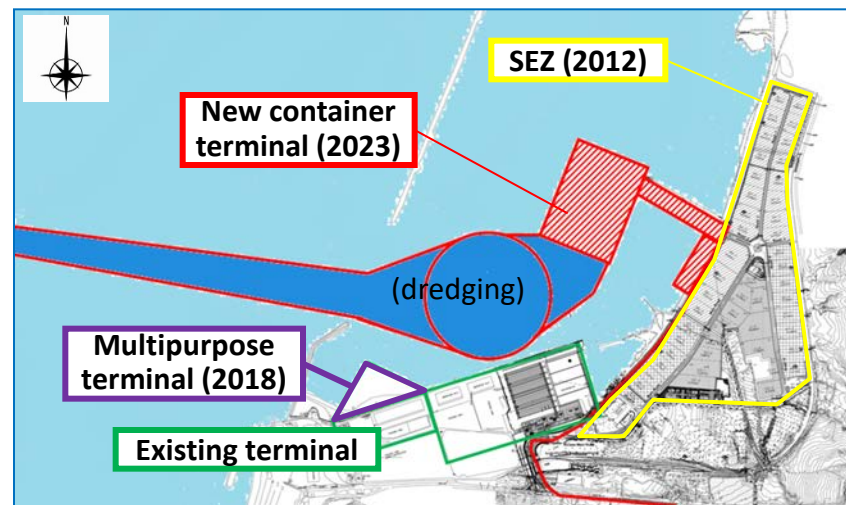 N
SEZ (2012)
New container
terminal (2023)
(dredging)
Multipurpose
terminal (2018)
Existing terminal